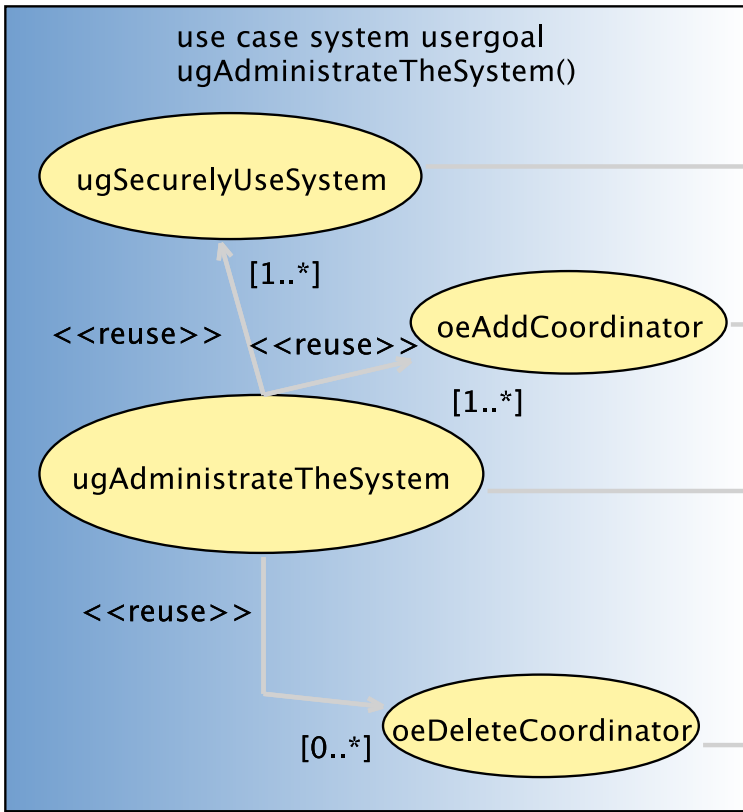 use case system usergoal
ugAdministrateTheSystem()
ugSecurelyUseSystem
[1..*]
<<reuse>>
<<reuse>>
oeAddCoordinator
[1..*]
ugAdministrateTheSystem
<<reuse>>
oeDeleteCoordinator
[0..*]